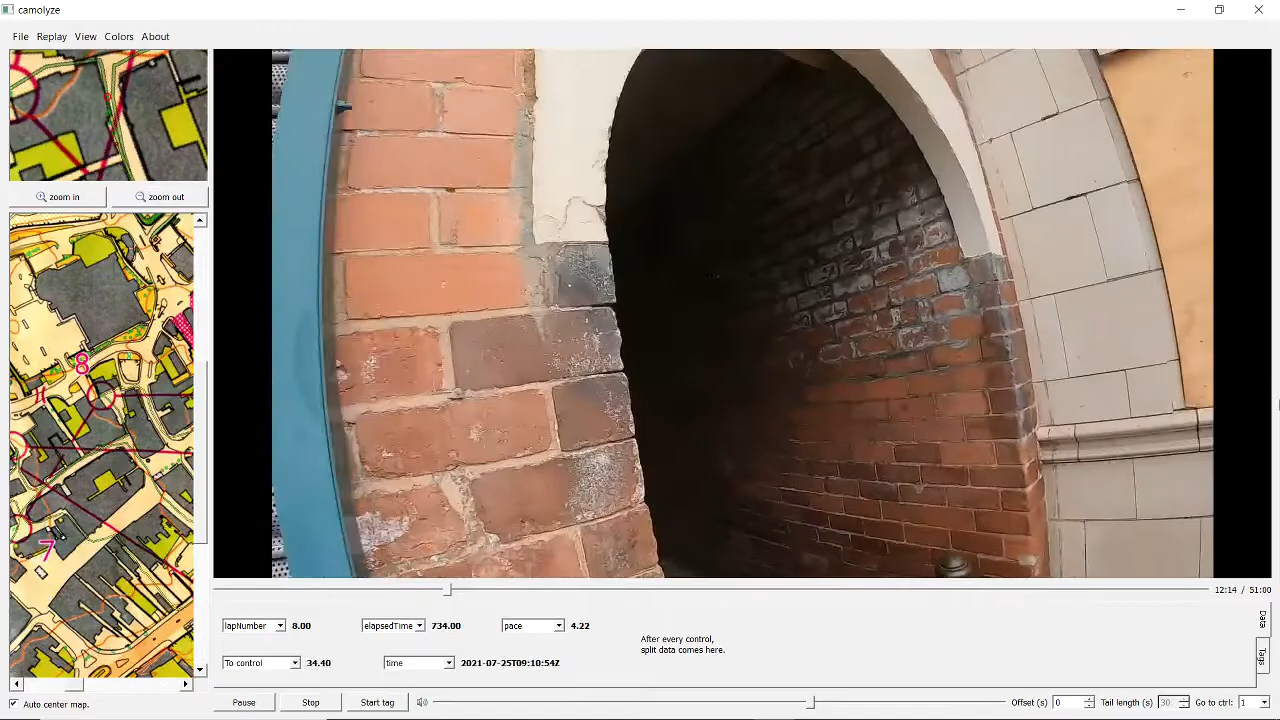 camolyze
File Replay View Colors About
zoom in zoom out
8
7
12:14 / 51:00
lapNumber 8.00 elapsedTime 734.00 pace 4.22
After every control,
split data comes here.
To control 34.40 time 2021-07-25T09:10:54Z
Data
Tags
Auto center map.
Pause Stop Start tag Offset (s) 0 Tail length (s) 30 Go to ctrl: 1